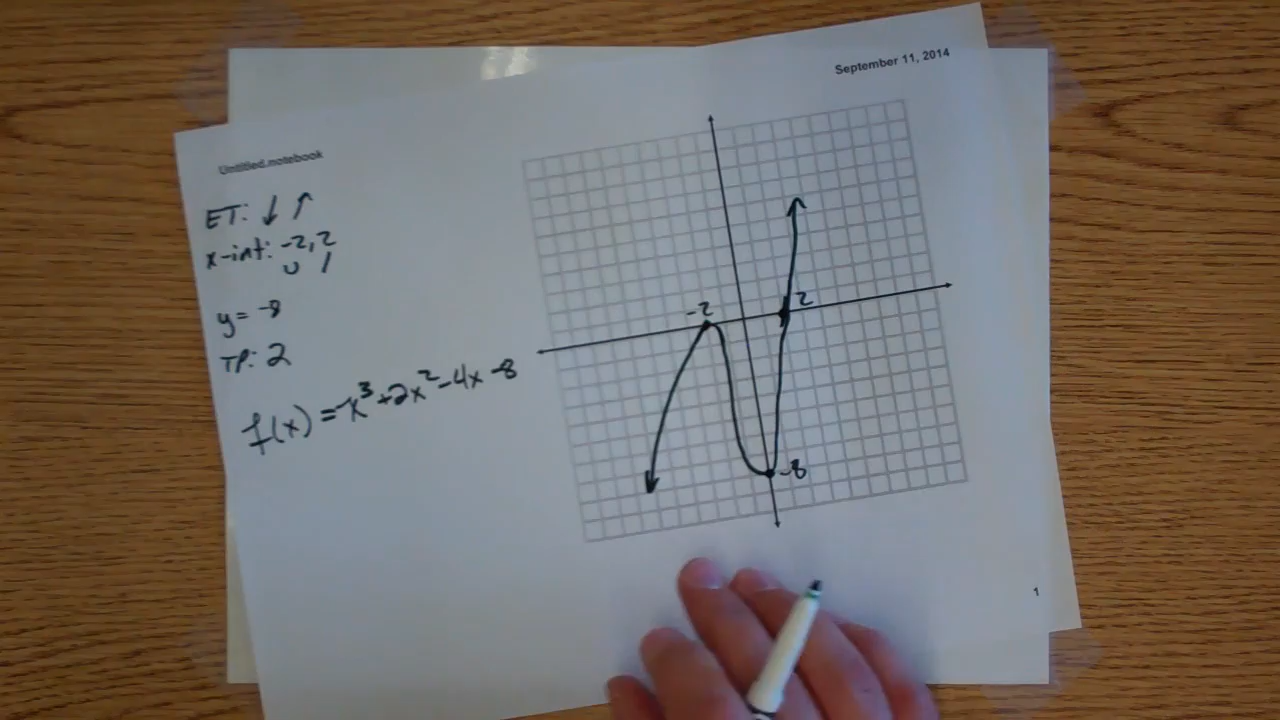 September 11, 2014
Untitled.notebook
ET: ↓ ↑
x-int: -2, 2
∪ /
y = -8
TP: 2
f(x) = x³+2x²-4x-8
-2
2
-8
1